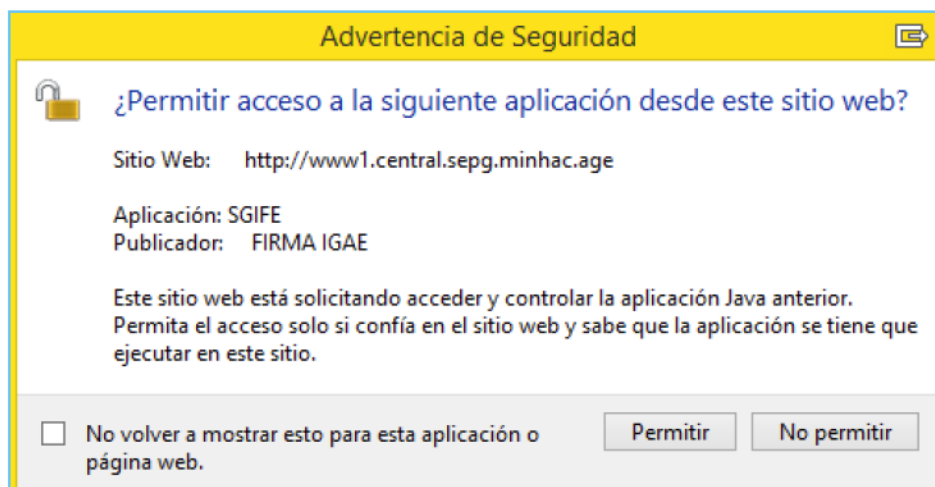 Advertencia de Seguridad
¿Permitir acceso a la siguiente aplicación desde este sitio web?
Sitio Web: http://www1.central.sepg.minhac.age
Aplicación: SGIFE
Publicador: FIRMA IGAE
Este sitio web está solicitando acceder y controlar la aplicación Java anterior.
Permita el acceso solo si confía en el sitio web y sabe que la aplicación se tiene que
ejecutar en este sitio.
No volver a mostrar esto para esta aplicación o
página web.
Permitir
No permitir